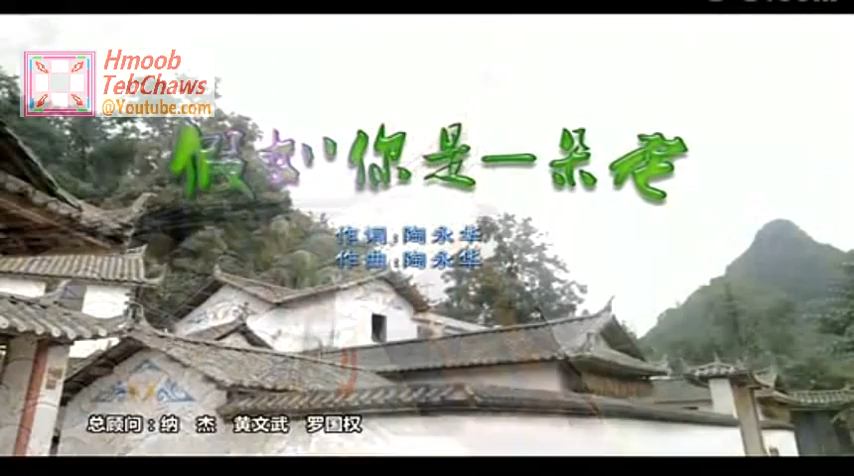 Hmoob
TebChaws
@Youtube.com
假如你是一朵花
作词:陶永华
作曲:陶永华
总顾问:纳 杰 黄文武 罗国权